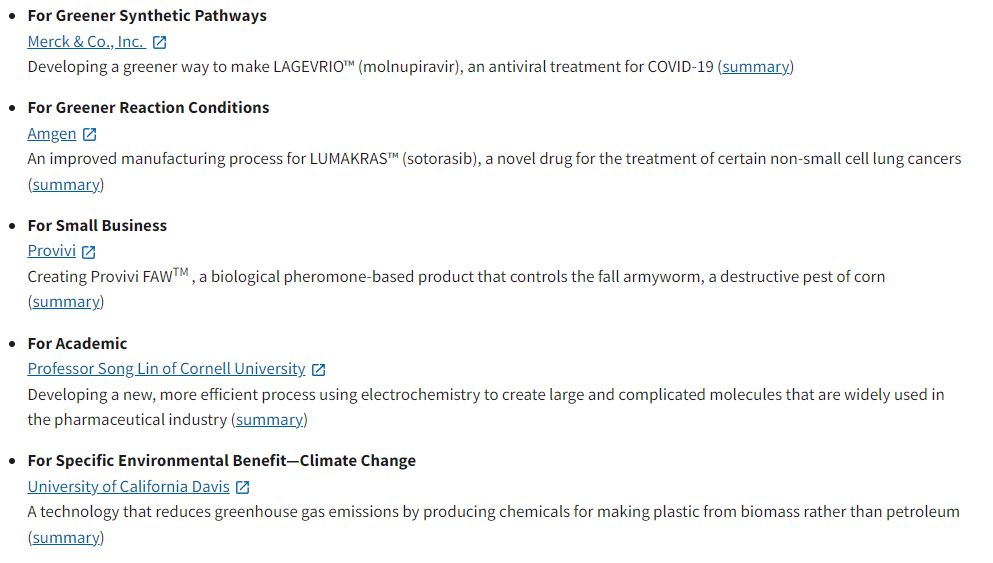 For Greener Synthetic Pathways
Merck & Co., Inc.
Developing a greener way to make LAGEVRIO™ (molnupiravir), an antiviral treatment for COVID-19 (summary)
For Greener Reaction Conditions
Amgen
An improved manufacturing process for LUMAKRAS™ (sotorasib), a novel drug for the treatment of certain non-small cell lung cancers
(summary)
For Small Business
Provivi
Creating Provivi FAWTM , a biological pheromone-based product that controls the fall armyworm, a destructive pest of corn
(summary)
For Academic
Professor Song Lin of Cornell University
Developing a new, more efficient process using electrochemistry to create large and complicated molecules that are widely used in
the pharmaceutical industry (summary)
For Specific Environmental Benefit—Climate Change
University of California Davis
A technology that reduces greenhouse gas emissions by producing chemicals for making plastic from biomass rather than petroleum
(summary)